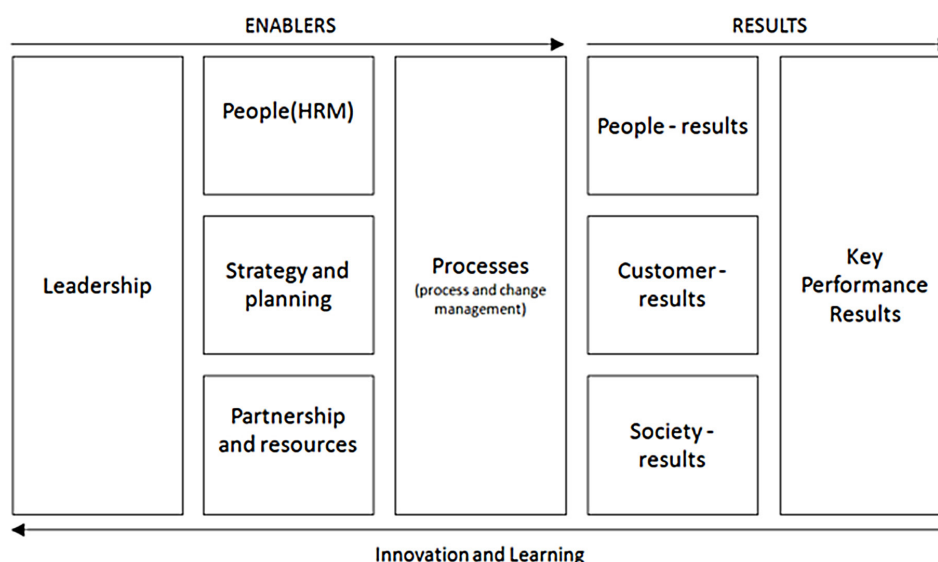 ENABLERS
RESULTS
Leadership
People(HRM)
Strategy and
planning
Partnership
and resources
Processes
(process and change
management)
People - results
Customer -
results
Society -
results
Key
Performance
Results
Innovation and Learning